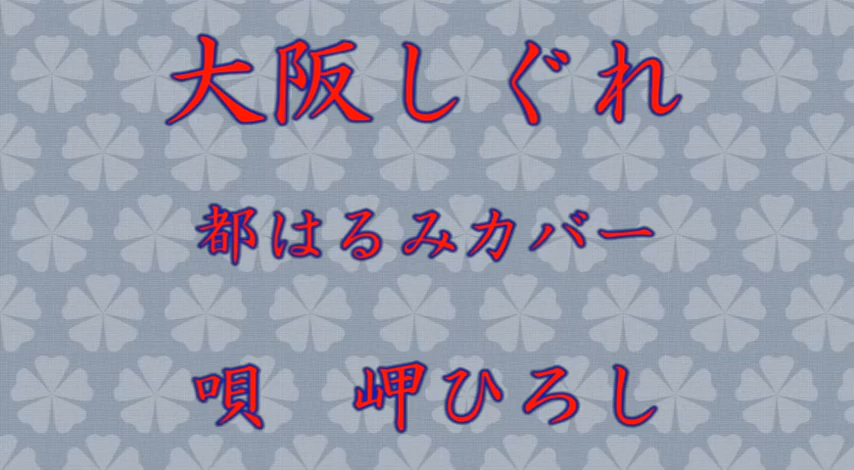 大阪しぐれ
都はるみカバー
唄　岬ひろし